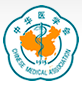 中华医学会
CHINESE MEDICAL ASSOCIATION